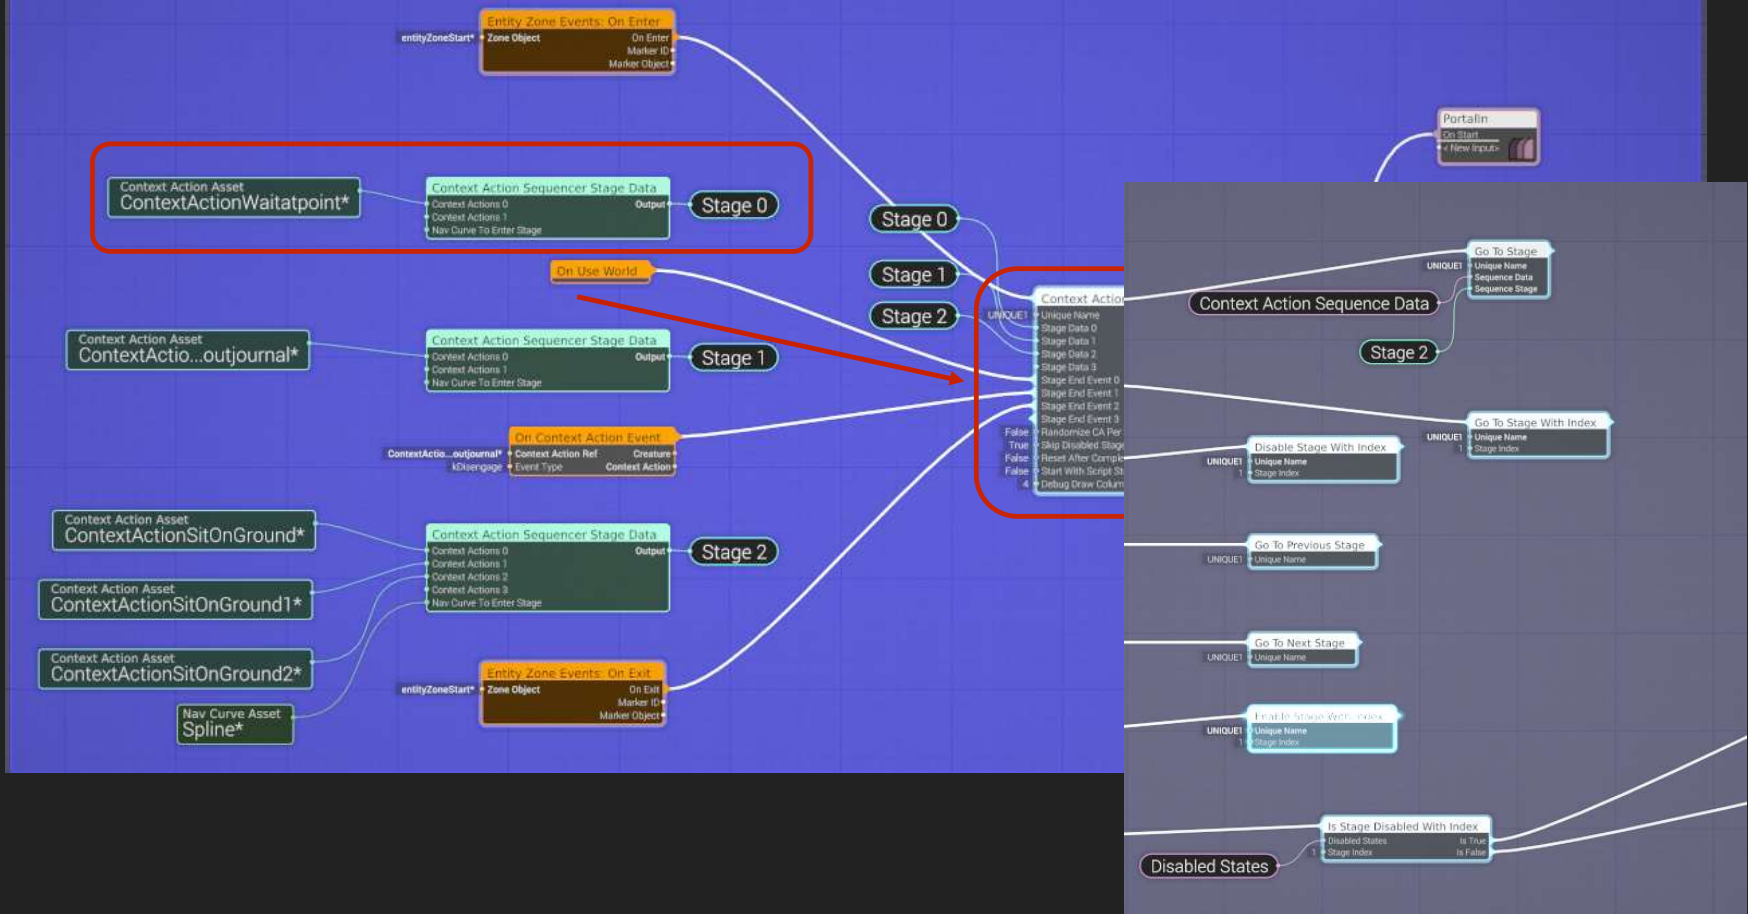 Entity Zone Events: On Enter
entityZoneStart* Zone Object On Enter
Marker ID
Marker Object
PortalIn
On Start
< New Input>
Context Action Asset
ContextActionWaitatpoint*
Context Action Sequencer Stage Data
Context Actions 0 Output
Context Actions 1
Nav Curve To Enter Stage
Stage 0
On Use World
Context Action Asset
ContextActio...outjournal*
Context Action Sequencer Stage Data
Context Actions 0 Output
Context Actions 1
Nav Curve To Enter Stage
Stage 1
On Context Action Event
ContextActio...outjournal* Context Action Ref Creature
kDisengage Event Type Context Action
Context Action Asset
ContextActionSitOnGround*
Context Action Asset
ContextActionSitOnGround1*
Context Action Asset
ContextActionSitOnGround2*
Nav Curve Asset
Spline*
Context Action Sequencer Stage Data
Context Actions 0 Output
Context Actions 1
Context Actions 2
Context Actions 3
Nav Curve To Enter Stage
Stage 2
Entity Zone Events: On Exit
entityZoneStart* Zone Object On Exit
Marker ID
Marker Object
Stage 0
Stage 1
Stage 2
Context Actio
UNIQUE1 Unique Name
Stage Data 0
Stage Data 1
Stage Data 2
Stage Data 3
Stage End Event 0
Stage End Event 1
Stage End Event 2
Stage End Event 3
False Randomize CA Per
True Skip Disabled Stage
False Reset After Comple
False Start With Script St
4 Debug Draw Colum
Go To Stage
UNIQUE1 Unique Name
Sequence Data
Sequence Stage
Context Action Sequence Data
Stage 2
Go To Stage With Index
UNIQUE1 Unique Name
1 Stage Index
Disable Stage With Index
UNIQUE1 Unique Name
1 Stage Index
Go To Previous Stage
UNIQUE1 Unique Name
Go To Next Stage
UNIQUE1 Unique Name
Enable Stage With Index
UNIQUE1 Unique Name
1 Stage Index
Is Stage Disabled With Index
Disabled States Is True
1 Stage Index Is False
Disabled States